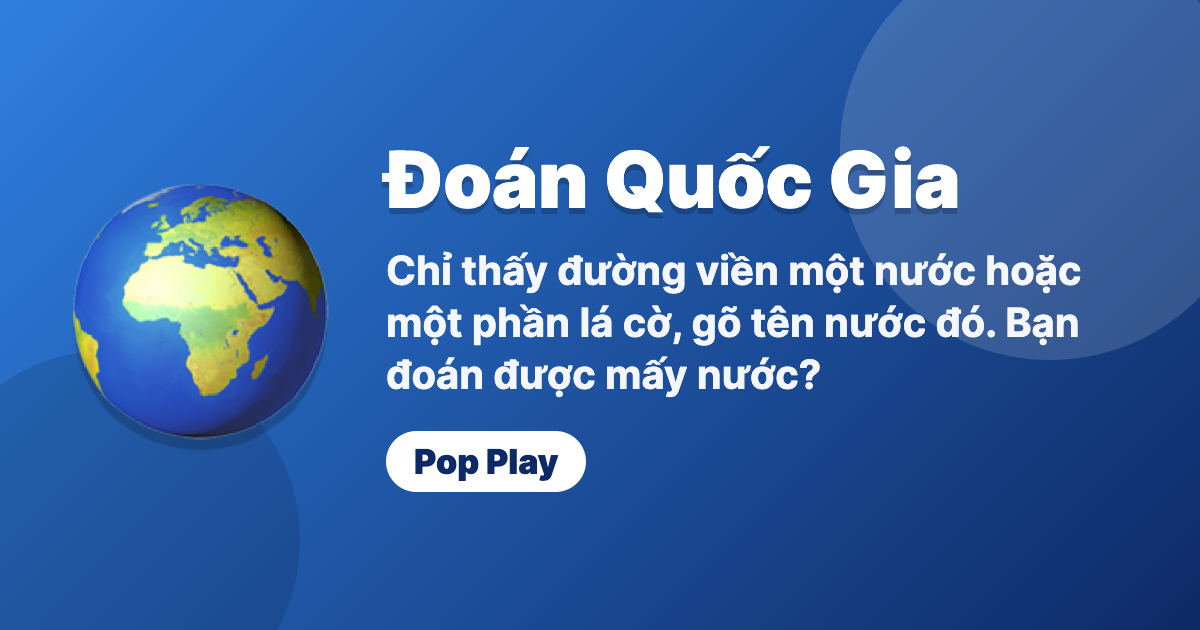 Đoán Quốc Gia
Chỉ thấy đường viền một nước hoặc
một phần lá cờ, gõ tên nước đó. Bạn
đoán được mấy nước?
Pop Play